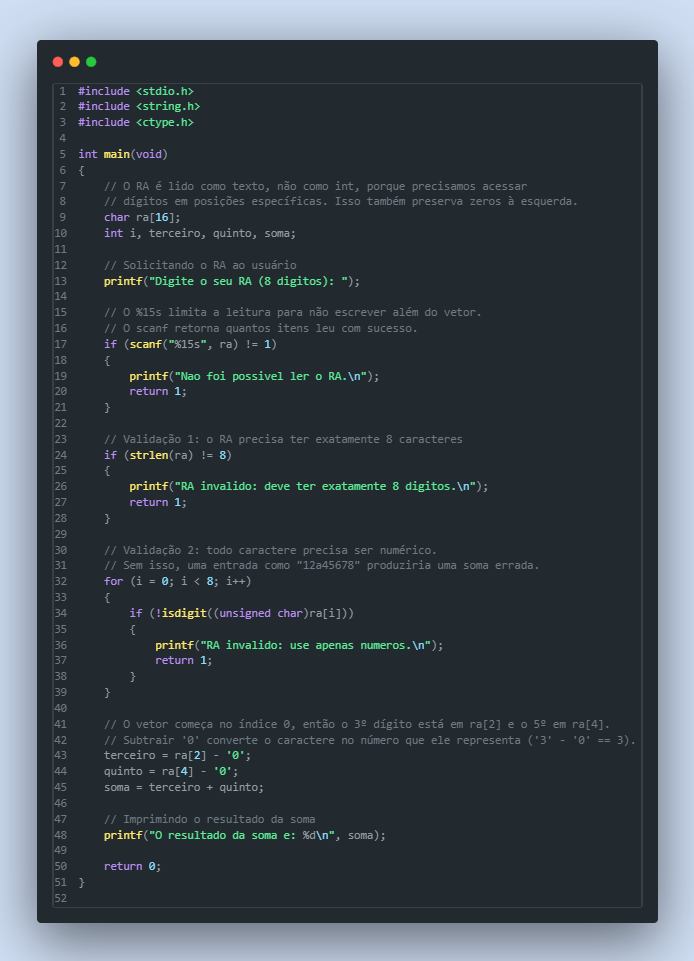 1 #include <stdio.h>
2 #include <string.h>
3 #include <ctype.h>
4
5 int main(void)
6 {
7     // O RA é lido como texto, não como int, porque precisamos acessar
8     // dígitos em posições específicas. Isso também preserva zeros à esquerda.
9     char ra[16];
10     int i, terceiro, quinto, soma;
11
12     // Solicitando o RA ao usuário
13     printf("Digite o seu RA (8 digitos): ");
14
15     // O %15s limita a leitura para não escrever além do vetor.
16     // O scanf retorna quantos itens leu com sucesso.
17     if (scanf("%15s", ra) != 1)
18     {
19         printf("Nao foi possivel ler o RA.\n");
20         return 1;
21     }
22
23     // Validação 1: o RA precisa ter exatamente 8 caracteres
24     if (strlen(ra) != 8)
25     {
26         printf("RA invalido: deve ter exatamente 8 digitos.\n");
27         return 1;
28     }
29
30     // Validação 2: todo caractere precisa ser numérico.
31     // Sem isso, uma entrada como "12a45678" produziria uma soma errada.
32     for (i = 0; i < 8; i++)
33     {
34         if (!isdigit((unsigned char)ra[i]))
35         {
36             printf("RA invalido: use apenas numeros.\n");
37             return 1;
38         }
39     }
40
41     // O vetor começa no índice 0, então o 3º dígito está em ra[2] e o 5º em ra[4].
42     // Subtrair '0' converte o caractere no número que ele representa ('3' - '0' == 3).
43     terceiro = ra[2] - '0';
44     quinto = ra[4] - '0';
45     soma = terceiro + quinto;
46
47     // Imprimindo o resultado da soma
48     printf("O resultado da soma e: %d\n", soma);
49
50     return 0;
51 }
52